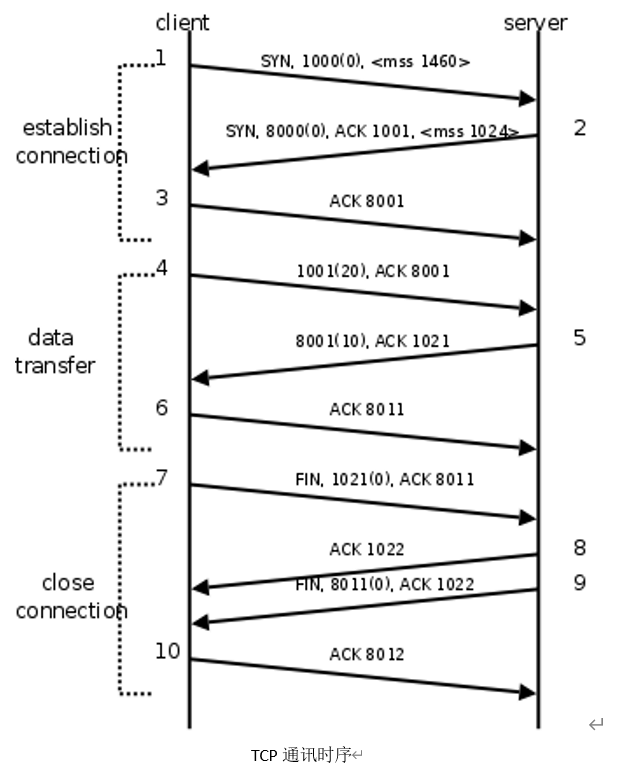 client server
1
SYN, 1000(0), <mss 1460>
establish
connection
SYN, 8000(0), ACK 1001, <mss 1024>
2
3
ACK 8001
4
1001(20), ACK 8001
data
transfer
8001(10), ACK 1021
5
6
ACK 8011
7
FIN, 1021(0), ACK 8011
ACK 1022
8
close
connection
FIN, 8011(0), ACK 1022
9
10
ACK 8012
TCP 通讯时序